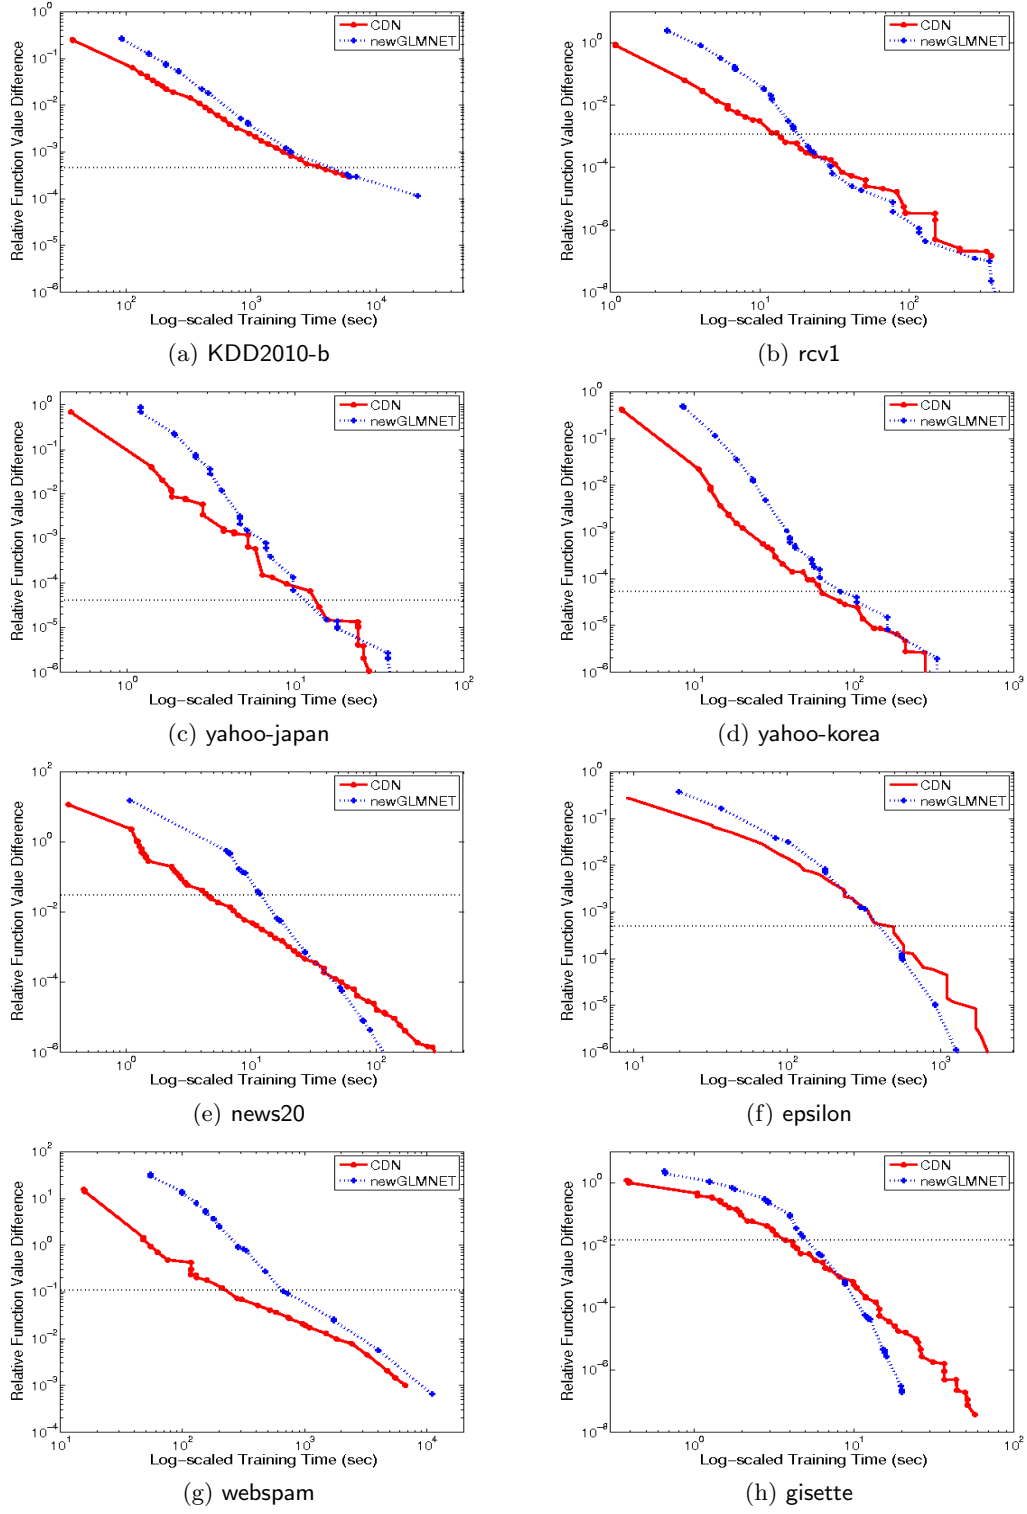 CDN
newGLMNET
Relative Function Value Difference
10^0
10^-1
10^-2
10^-3
10^-4
10^-5
10^-6
10^2
10^3
10^4
Log-scaled Training Time (sec)
(a) KDD2010-b
CDN
newGLMNET
Relative Function Value Difference
10^0
10^-2
10^-4
10^-6
10^-8
10^0
10^1
10^2
Log-scaled Training Time (sec)
(b) rcv1
CDN
newGLMNET
Relative Function Value Difference
10^0
10^-1
10^-2
10^-3
10^-4
10^-5
10^-6
10^0
10^1
10^2
Log-scaled Training Time (sec)
(c) yahoo-japan
CDN
newGLMNET
Relative Function Value Difference
10^0
10^-1
10^-2
10^-3
10^-4
10^-5
10^-6
10^1
10^2
10^3
Log-scaled Training Time (sec)
(d) yahoo-korea
CDN
newGLMNET
Relative Function Value Difference
10^2
10^0
10^-2
10^-4
10^-6
10^0
10^1
10^2
Log-scaled Training Time (sec)
(e) news20
CDN
newGLMNET
Relative Function Value Difference
10^0
10^-1
10^-2
10^-3
10^-4
10^-5
10^-6
10^1
10^2
10^3
Log-scaled Training Time (sec)
(f) epsilon
CDN
newGLMNET
Relative Function Value Difference
10^2
10^1
10^0
10^-1
10^-2
10^-3
10^-4
10^1
10^2
10^3
10^4
Log-scaled Training Time (sec)
(g) webspam
CDN
newGLMNET
Relative Function Value Difference
10^0
10^-2
10^-4
10^-6
10^-8
10^0
10^1
10^2
Log-scaled Training Time (sec)
(h) gisette